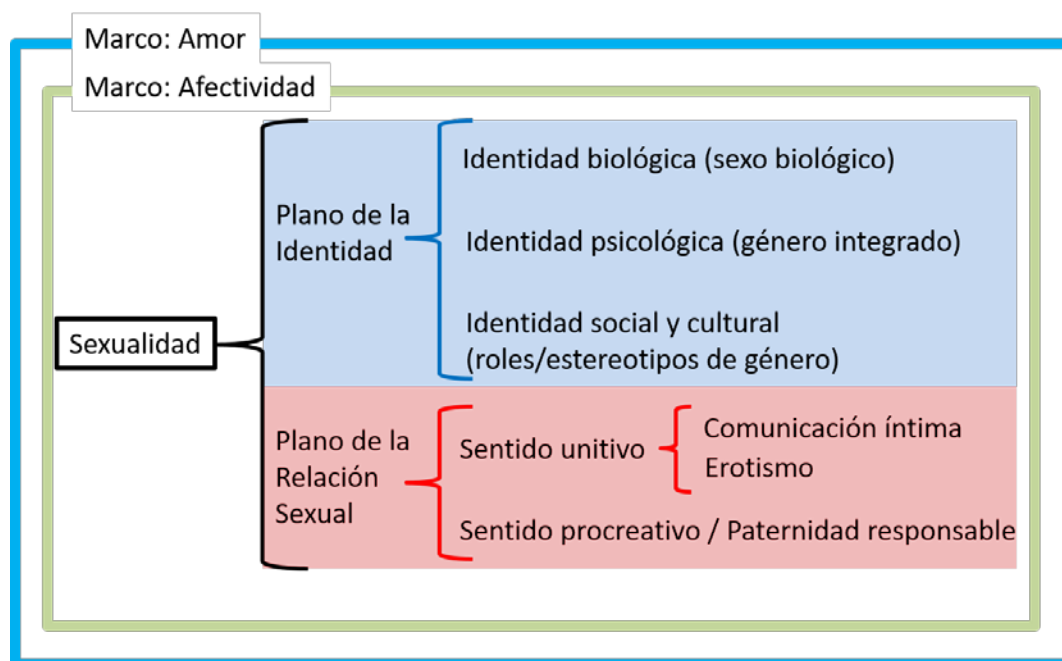 Marco: Amor
Marco: Afectividad
Sexualidad
Plano de la
Identidad
Identidad biológica (sexo biológico)
Identidad psicológica (género integrado)
Identidad social y cultural
(roles/estereotipos de género)
Plano de la
Relación
Sexual
Sentido unitivo
Comunicación íntima
Erotismo
Sentido procreativo / Paternidad responsable